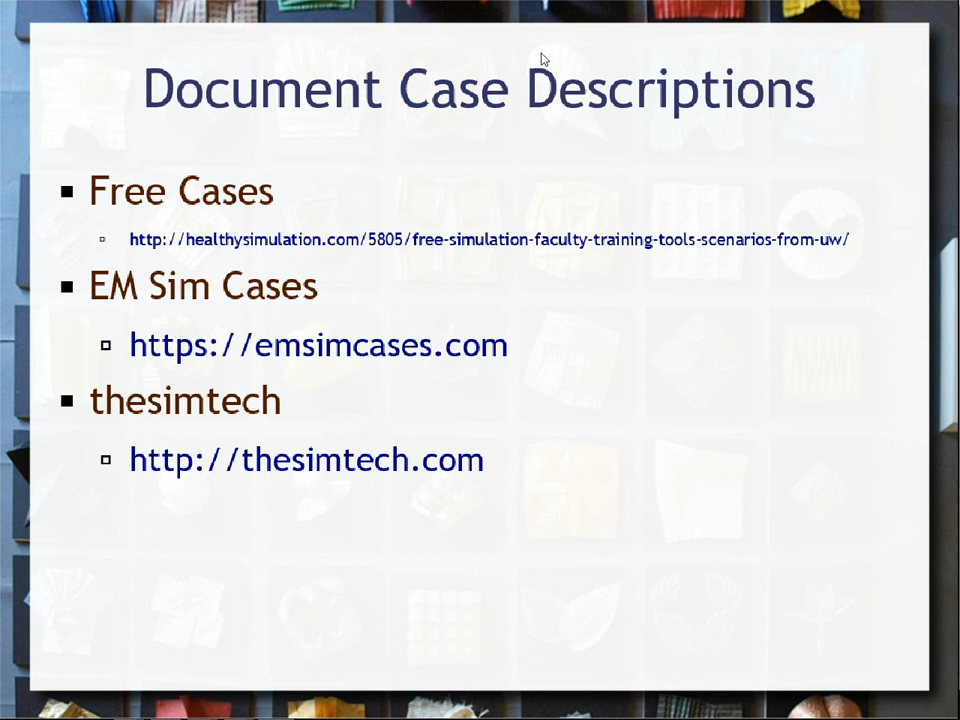 Document Case Descriptions
Free Cases
http://healthysimulation.com/5805/free-simulation-faculty-training-tools-scenarios-from-uw/
EM Sim Cases
https://emsimcases.com
thesimtech
http://thesimtech.com